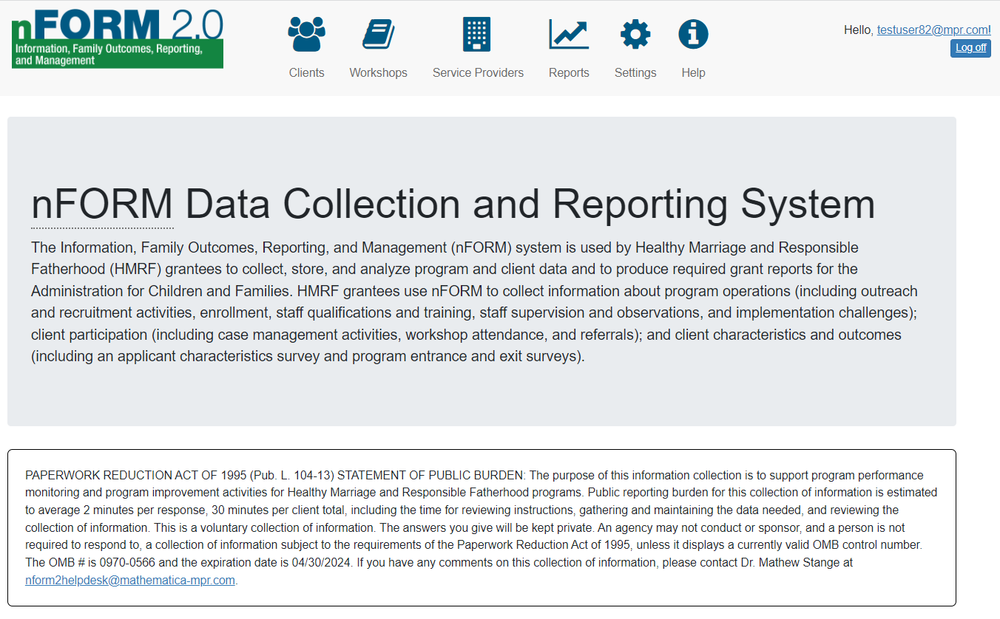 nFORM 2.0
Information, Family Outcomes, Reporting,
and Management
Clients
Workshops
Service Providers
Reports
Settings
Help
Hello, testuser82@mpr.com!
Log off
nFORM Data Collection and Reporting System
The Information, Family Outcomes, Reporting, and Management (nFORM) system is used by Healthy Marriage and Responsible
Fatherhood (HMRF) grantees to collect, store, and analyze program and client data and to produce required grant reports for the
Administration for Children and Families. HMRF grantees use nFORM to collect information about program operations (including outreach
and recruitment activities, enrollment, staff qualifications and training, staff supervision and observations, and implementation challenges);
client participation (including case management activities, workshop attendance, and referrals); and client characteristics and outcomes
(including an applicant characteristics survey and program entrance and exit surveys).
PAPERWORK REDUCTION ACT OF 1995 (Pub. L. 104-13) STATEMENT OF PUBLIC BURDEN: The purpose of this information collection is to support program performance
monitoring and program improvement activities for Healthy Marriage and Responsible Fatherhood programs. Public reporting burden for this collection of information is estimated
to average 2 minutes per response, 30 minutes per client total, including the time for reviewing instructions, gathering and maintaining the data needed, and reviewing the
collection of information. This is a voluntary collection of information. The answers you give will be kept private. An agency may not conduct or sponsor, and a person is not
required to respond to, a collection of information subject to the requirements of the Paperwork Reduction Act of 1995, unless it displays a currently valid OMB control number.
The OMB # is 0970-0566 and the expiration date is 04/30/2024. If you have any comments on this collection of information, please contact Dr. Mathew Stange at
nform2helpdesk@mathematica-mpr.com.